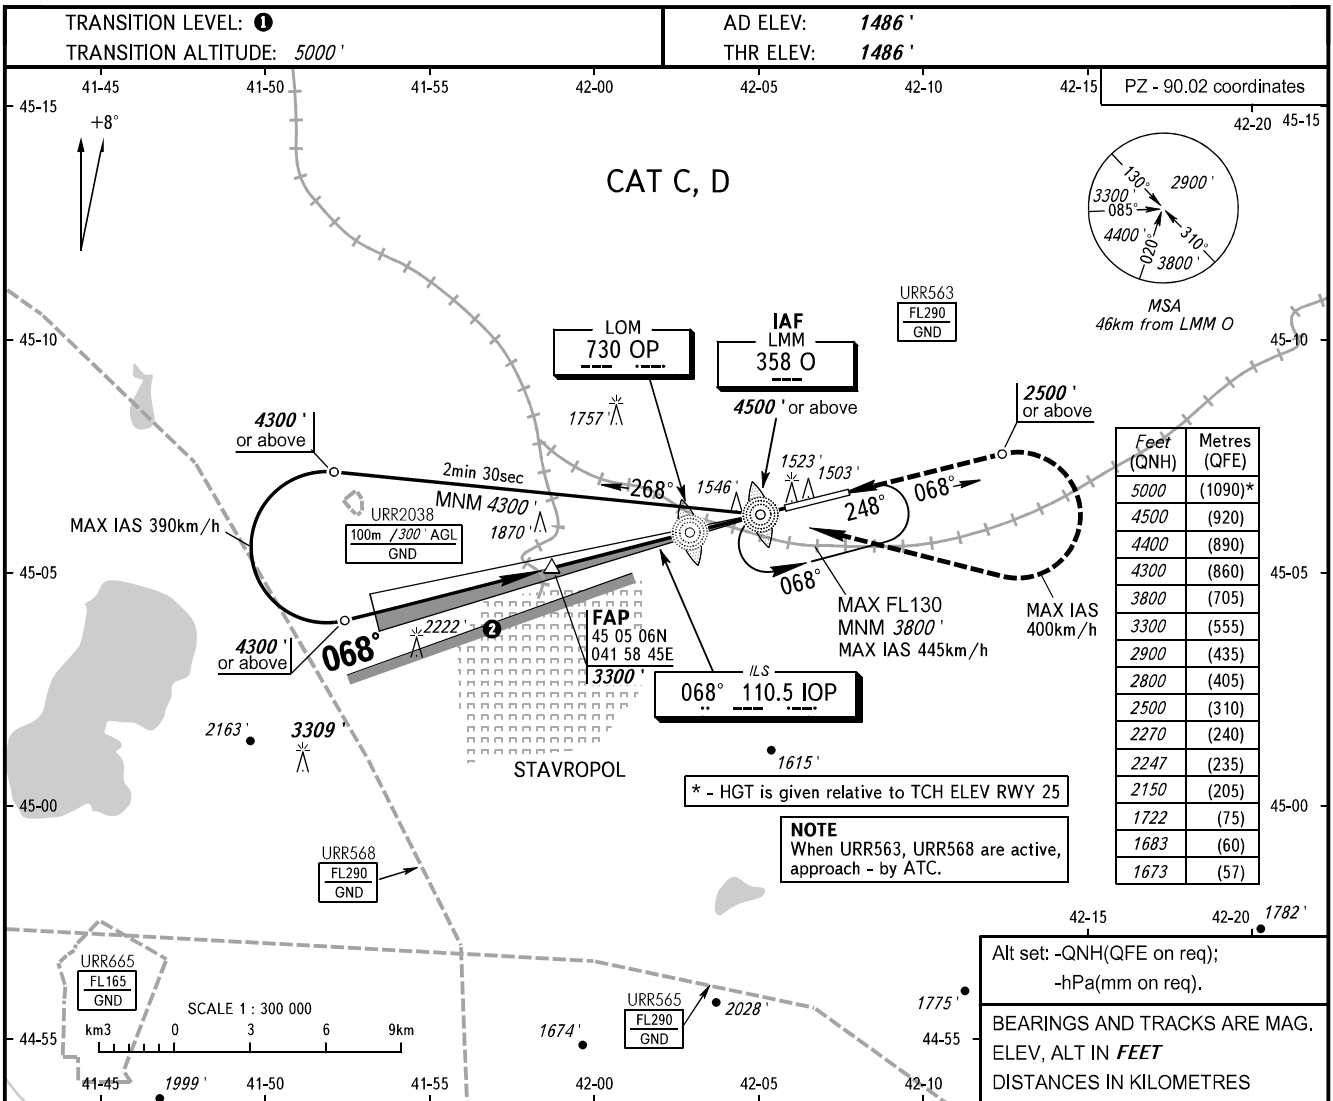 TRANSITION LEVEL: ❶
TRANSITION ALTITUDE: 5000 '
AD ELEV: 1486 '
THR ELEV: 1486 '
41-45 41-50 41-55 42-00 42-05 42-10 42-15
PZ - 90.02 coordinates
45-15
42-20 45-15
+8°
CAT C, D
130°
2900 '
3300 '
085°
4400 '
020°
310°
3800 '
MSA
46km from LMM O
URR563
FL290
GND
45-10
45-10
LOM
730 OP
IAF
LMM
358 O
4500 ' or above
1757 '
2500 '
or above
4300 '
or above
2min 30sec
268°
MNM 4300 '
1546 '
1523 '
1503 '
248°
068°
MAX IAS 390km/h
URR2038
100m / 300 ' AGL
GND
1870 '
45-05
45-05
068°
MAX FL130
MNM 3800 '
MAX IAS 445km/h
MAX IAS
400km/h
4300 '
or above
068°
2222 '
❷
FAP
45 05 06N
041 58 45E
3300 '
ILS
068° 110.5 IOP
2163 '
3309 '
STAVROPOL
1615 '
* - HGT is given relative to TCH ELEV RWY 25
NOTE
When URR563, URR568 are active,
approach - by ATC.
Feet Metres
(QNH) (QFE)
5000 (1090)*
4500 (920)
4400 (890)
4300 (860)
3800 (705)
3300 (555)
2900 (435)
2800 (405)
2500 (310)
2270 (240)
2247 (235)
2150 (205)
1722 (75)
1683 (60)
1673 (57)
45-00
45-00
URR568
FL290
GND
42-15 42-20 1782 '
URR665
FL165
GND
SCALE 1 : 300 000
km3 0 3 6 9km
1674 '
URR565
FL290
GND
2028 '
1775 '
Alt set: -QNH(QFE on req);
-hPa(mm on req).
44-55
44-55
BEARINGS AND TRACKS ARE MAG.
ELEV, ALT IN FEET
DISTANCES IN KILOMETRES
41-45 1999 ' 41-50 41-55 42-00 42-05 42-10